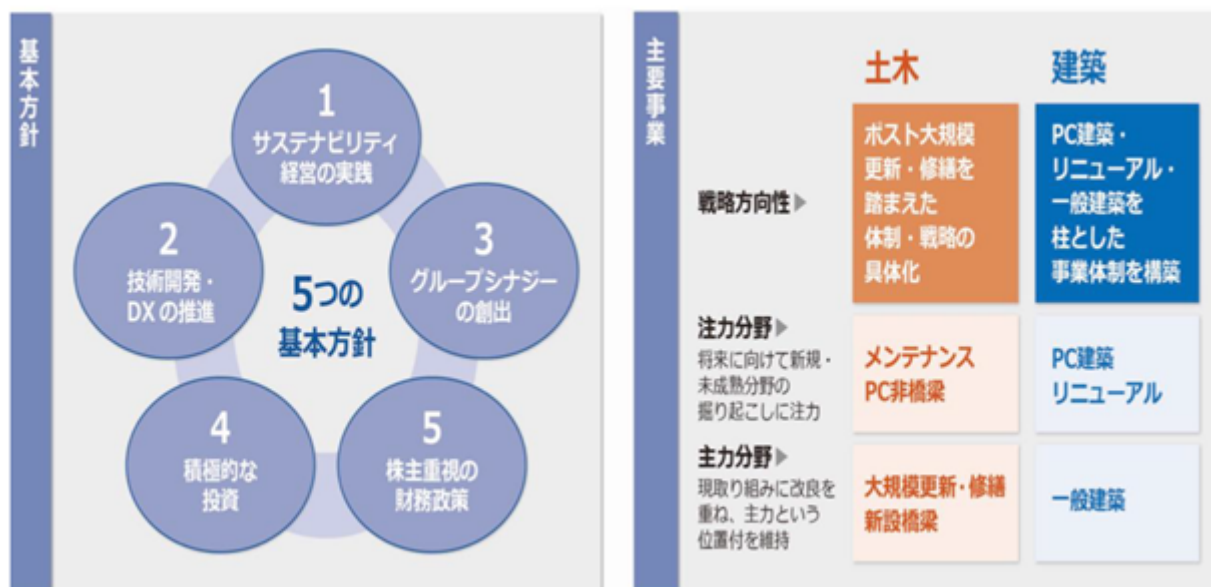 基本方針
1
サステナビリティ
経営の実践
2
技術開発・
DXの推進
3
グループシナジー
の創出
5つの
基本方針
4
積極的な
投資
5
株主重視の
財務政策
主要事業
土木
建築
戦略方向性▶
ポスト大規模
更新・修繕を
踏まえた
体制・戦略の
具体化
PC建築・
リニューアル・
一般建築を
柱とした
事業体制を構築
注力分野▶
将来に向けて新規・
未成熟分野の
掘り起こしに注力
メンテナンス
PC非橋梁
PC建築
リニューアル
主力分野▶
現取り組みに改良を
重ね、主力という
位置付を維持
大規模更新・修繕
新設橋梁
一般建築